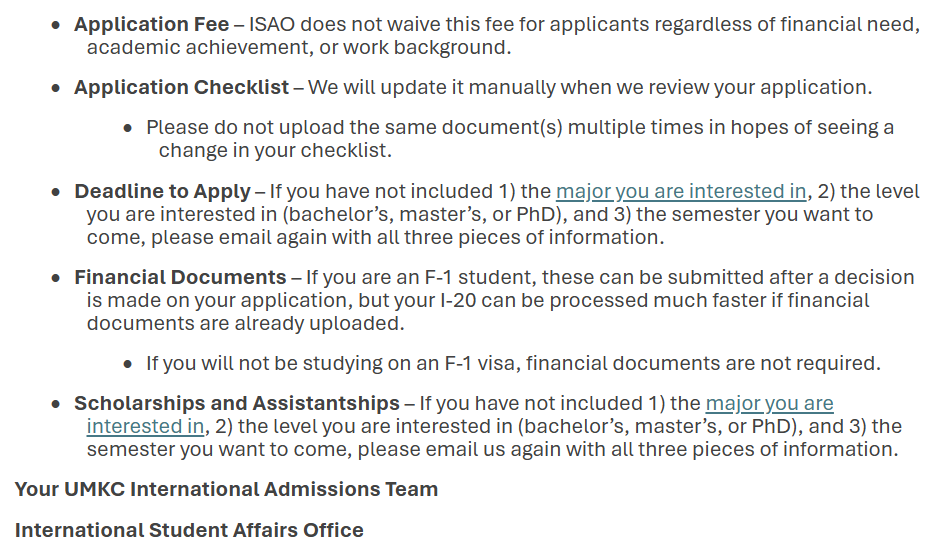 • Application Fee – ISAO does not waive this fee for applicants regardless of financial need,
academic achievement, or work background.
• Application Checklist – We will update it manually when we review your application.
• Please do not upload the same document(s) multiple times in hopes of seeing a
change in your checklist.
• Deadline to Apply – If you have not included 1) the major you are interested in, 2) the level
you are interested in (bachelor’s, master’s, or PhD), and 3) the semester you want to
come, please email again with all three pieces of information.
• Financial Documents – If you are an F-1 student, these can be submitted after a decision
is made on your application, but your I-20 can be processed much faster if financial
documents are already uploaded.
• If you will not be studying on an F-1 visa, financial documents are not required.
• Scholarships and Assistantships – If you have not included 1) the major you are
interested in, 2) the level you are interested in (bachelor’s, master’s, or PhD), and 3) the
semester you want to come, please email us again with all three pieces of information.
Your UMKC International Admissions Team
International Student Affairs Office